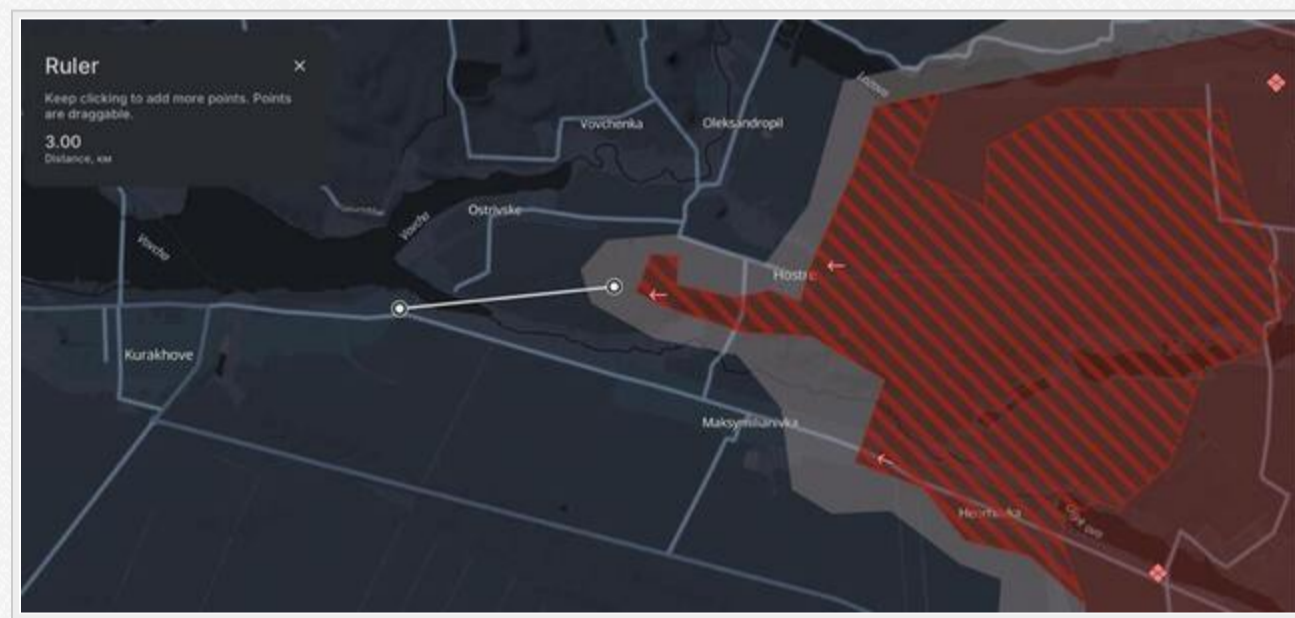 Ruler ×
Keep clicking to add more points. Points
are draggable.
3.00
Distance, км
Lozova
Vovchenka
Oleksandropil
Ostrivske
Vovcha
Vovcha
Hostre
Kurakhove
Maksymilianivka